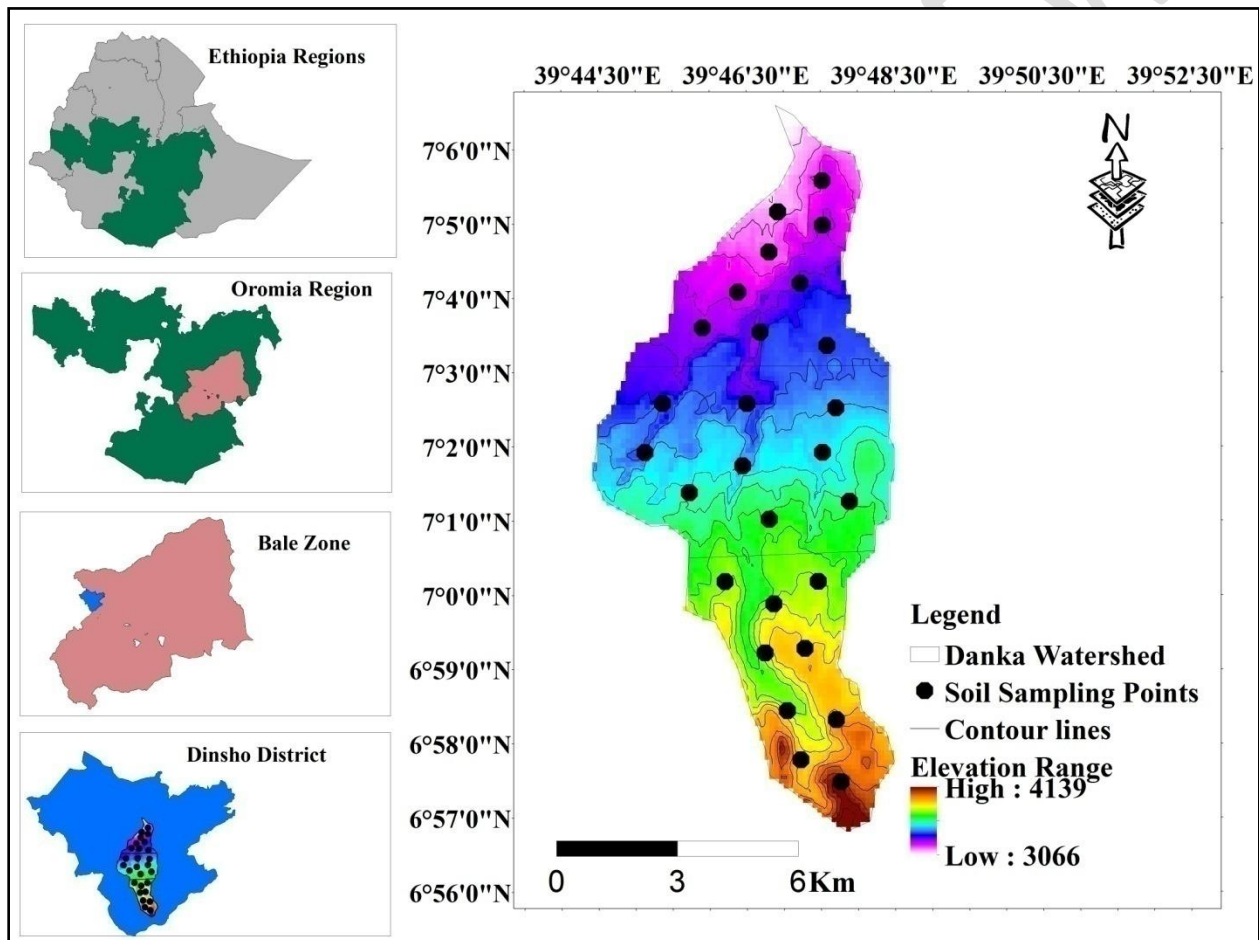 Ethiopia Regions
Oromia Region
Bale Zone
Dinsho District
39°44'30"E 39°46'30"E 39°48'30"E 39°50'30"E 39°52'30"E
7°6'0"N
7°5'0"N
7°4'0"N
7°3'0"N
7°2'0"N
7°1'0"N
7°0'0"N
6°59'0"N
6°58'0"N
6°57'0"N
6°56'0"N
N
Legend
Danka Watershed
Soil Sampling Points
Contour lines
Elevation Range
High : 4139
Low : 3066
0 3 6 Km